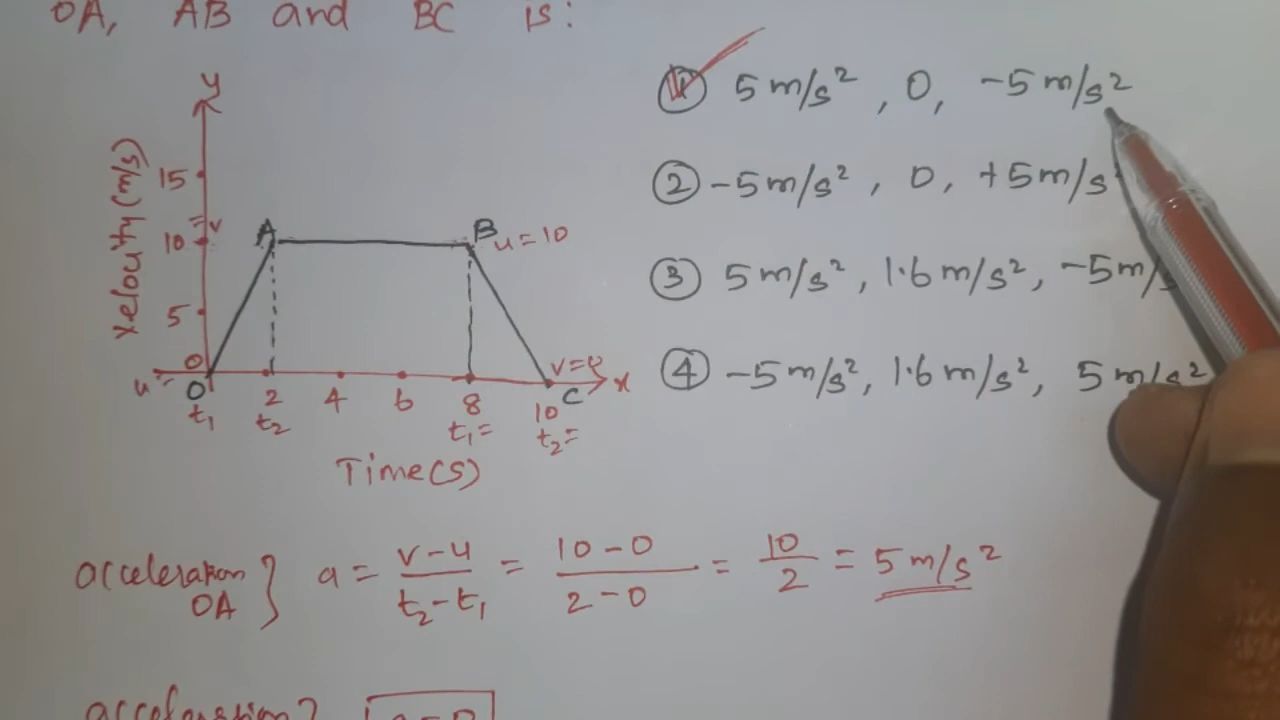 OA, AB and BC is:
① 5 m/s², 0, -5 m/s²
② -5 m/s², 0, +5 m/s
③ 5 m/s², 1.6 m/s², -5 m/s
④ -5 m/s², 1.6 m/s², 5 m/s²
y
Velocity (m/s)
15
= v
10
5
0
A
B
u = 10
u =
O
v = 0
C
x
2 4 6 8 10
t₁ t₂ t₁ = t₂ =
Time(s)
acceleration OA } a = v-u / t₂-t₁ = 10-0 / 2-0 = 10 / 2 = 5 m/s²
acceleration } a = 0